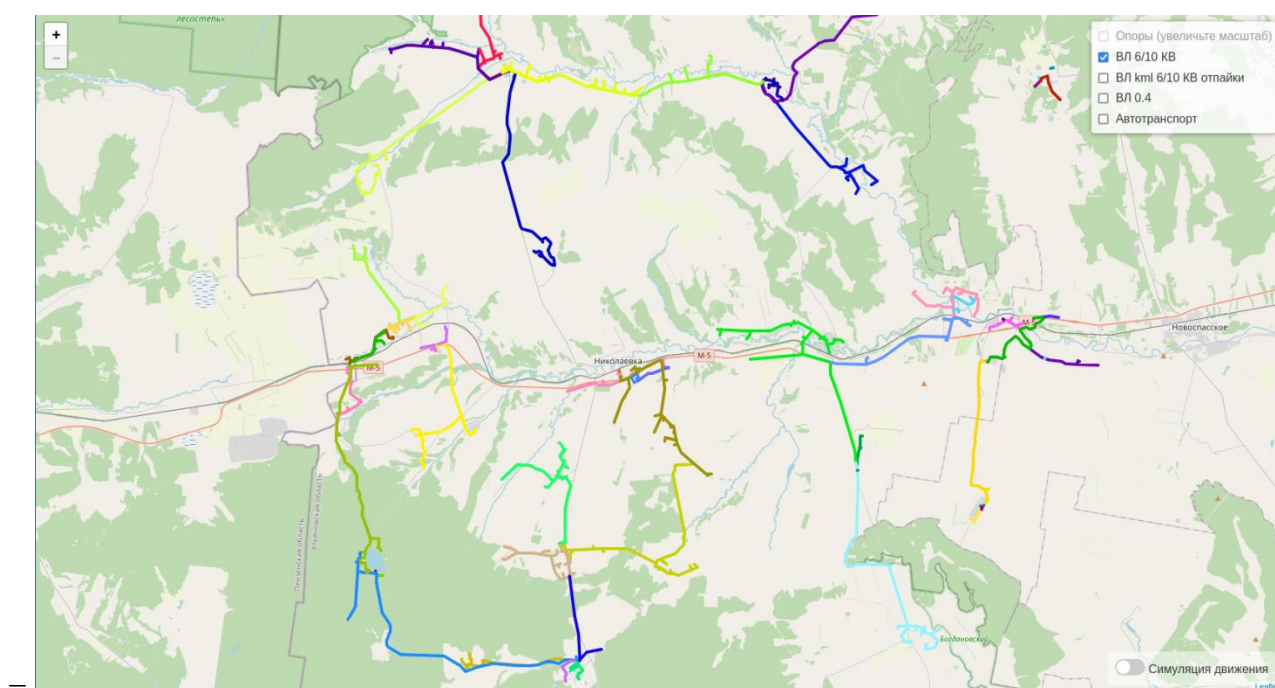 лесостепь»
+
−
Опоры (увеличьте масштаб)
ВЛ 6/10 КВ
ВЛ kml 6/10 КВ отпайки
ВЛ 0.4
Автотранспорт
М-5
Новоспасское
Николаевка
М-5
М-5
Пензенская область
Ульяновская область
Богдановский
Симуляция движения